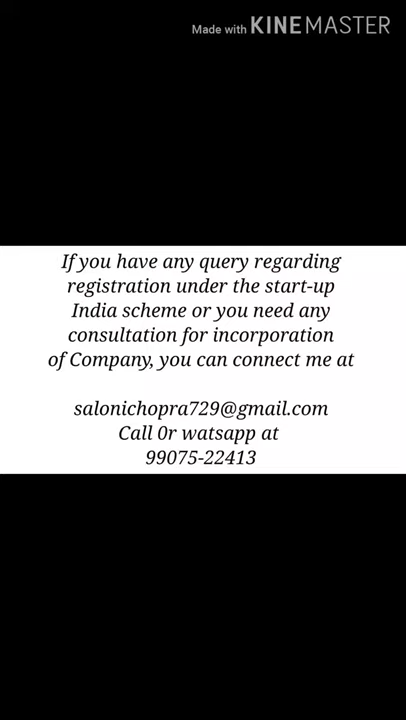 Made with KINEMASTER
If you have any query regarding
registration under the start-up
India scheme or you need any
consultation for incorporation
of Company, you can connect me at
salonichopra729@gmail.com
Call 0r watsapp at
99075-22413